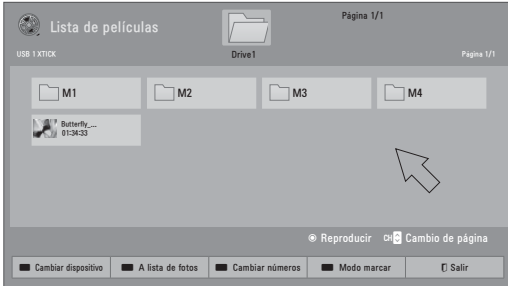 Lista de películas
Página 1/1
USB 1 XTICK
Drive1
Página 1/1
M1
M2
M3
M4
Butterfly_...
01:34:33
Reproducir
CH
Cambio de página
Cambiar dispositivo
A lista de fotos
Cambiar números
Modo marcar
Salir